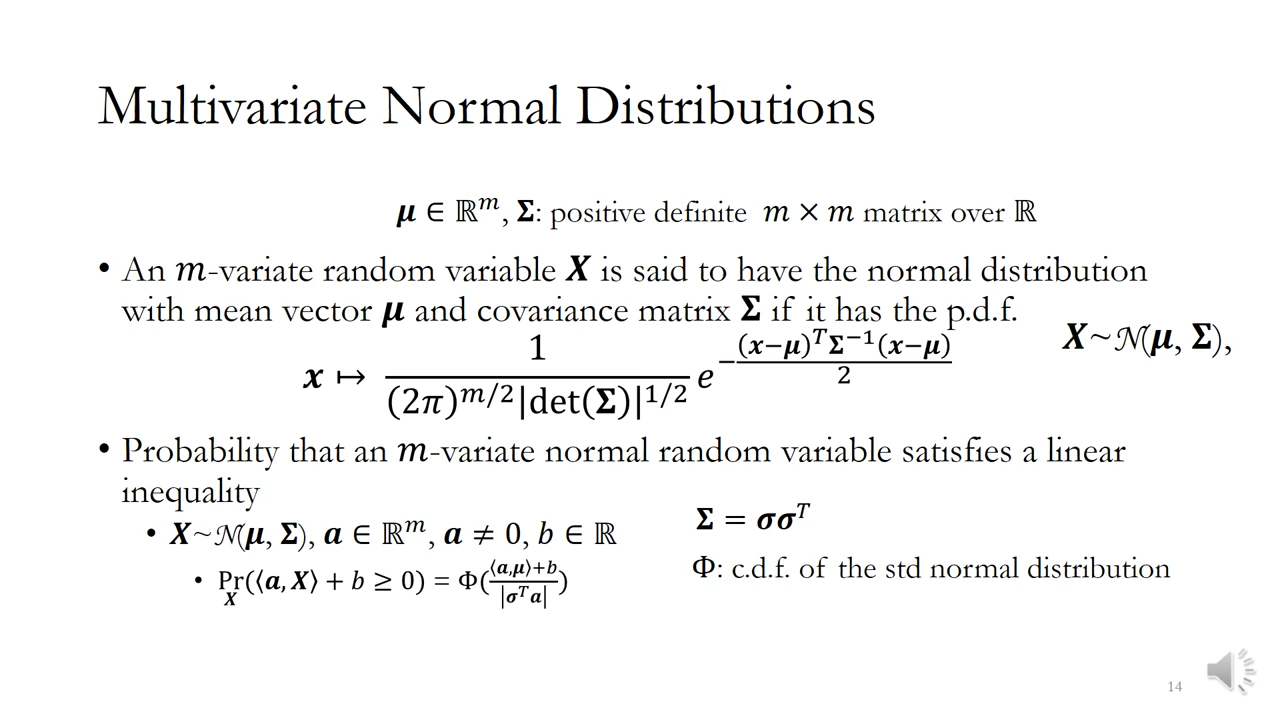 Multivariate Normal Distributions
𝝁 ∈ ℝ^m, 𝚺: positive definite m × m matrix over ℝ
• An m-variate random variable X is said to have the normal distribution
with mean vector 𝝁 and covariance matrix 𝚺 if it has the p.d.f.
X~𝒩(𝝁, 𝚺),
x ↦ 1/((2π)^{m/2}|det(𝚺)|^{1/2}) e^{−(x−𝝁)^T 𝚺^{−1}(x−𝝁)/2}
• Probability that an m-variate normal random variable satisfies a linear
inequality
• X~𝒩(𝝁, 𝚺), a ∈ ℝ^m, a ≠ 0, b ∈ ℝ
𝚺 = 𝝈𝝈^T
• Pr_X(⟨a, X⟩ + b ≥ 0) = Φ((⟨a,𝝁⟩+b)/|𝝈^T a|)
Φ: c.d.f. of the std normal distribution
14